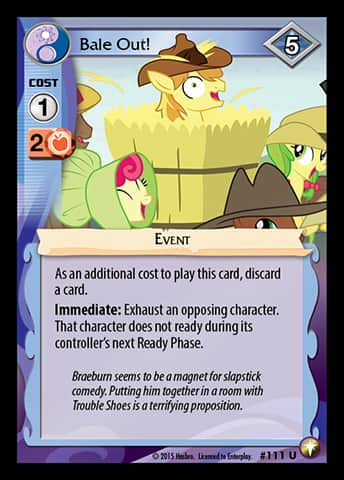 Bale Out!
5
COST
1
2
EVENT
As an additional cost to play this card, discard
a card.
Immediate: Exhaust an opposing character.
That character does not ready during its
controller's next Ready Phase.
Braeburn seems to be a magnet for slapstick
comedy. Putting him together in a room with
Trouble Shoes is a terrifying proposition.
© 2015 Hasbro. Licensed to Enterplay. #111 U